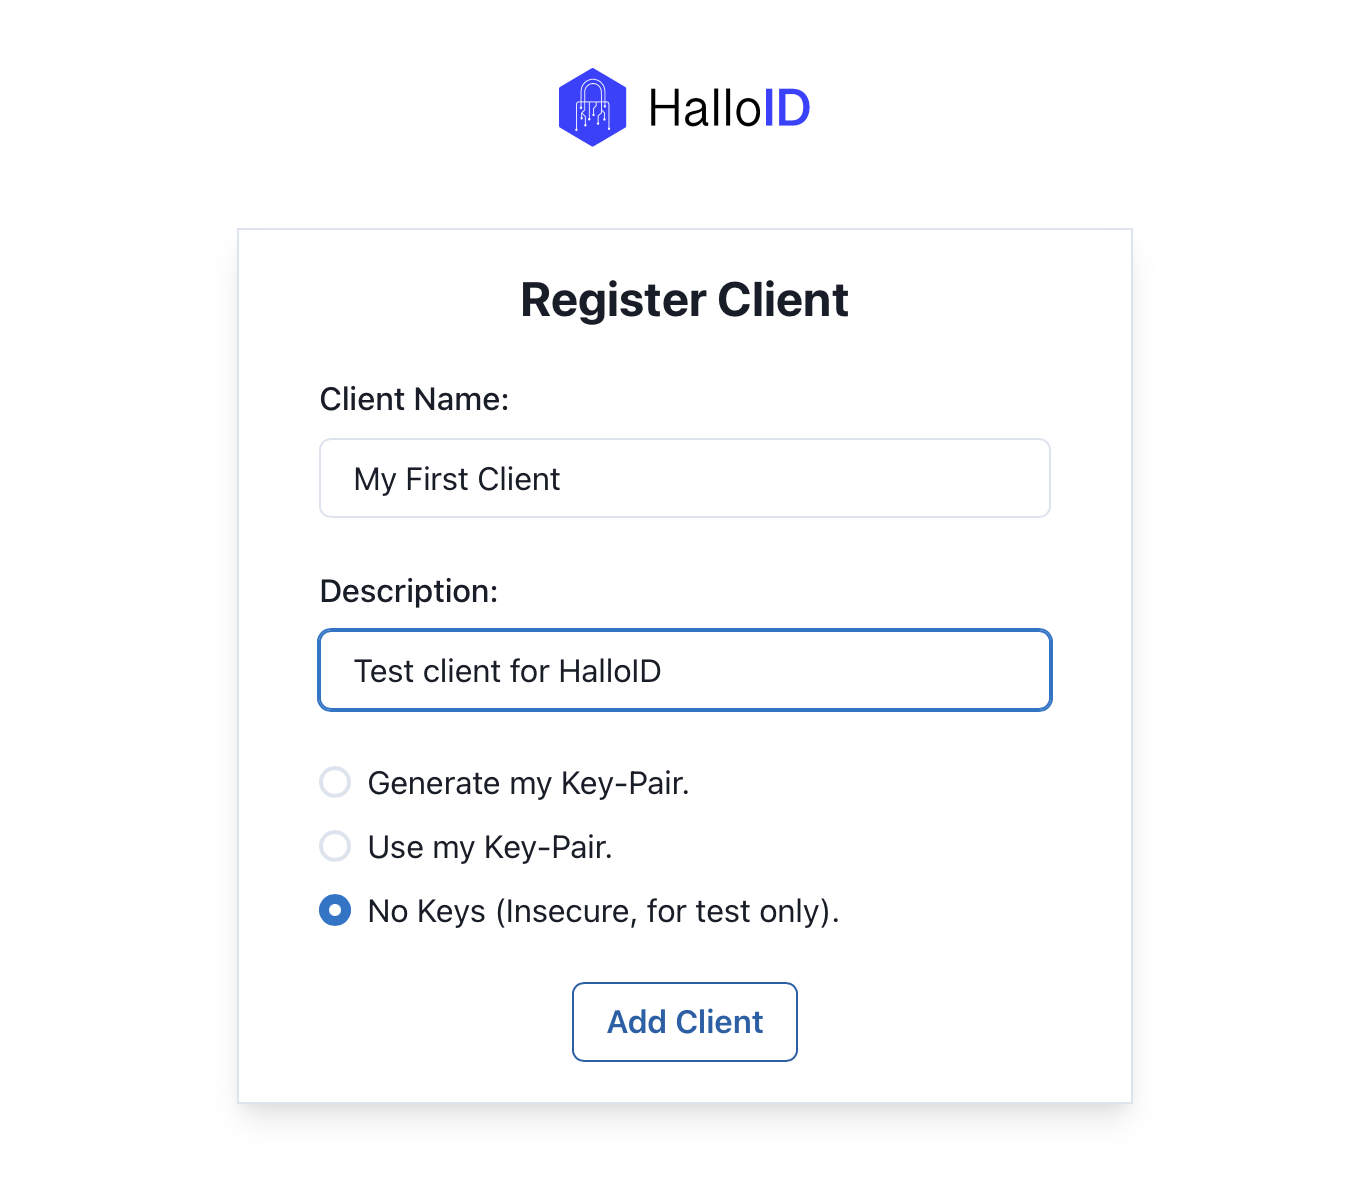 HalloID
Register Client
Client Name:
My First Client
Description:
Test client for HalloID
Generate my Key-Pair.
Use my Key-Pair.
No Keys (Insecure, for test only).
Add Client